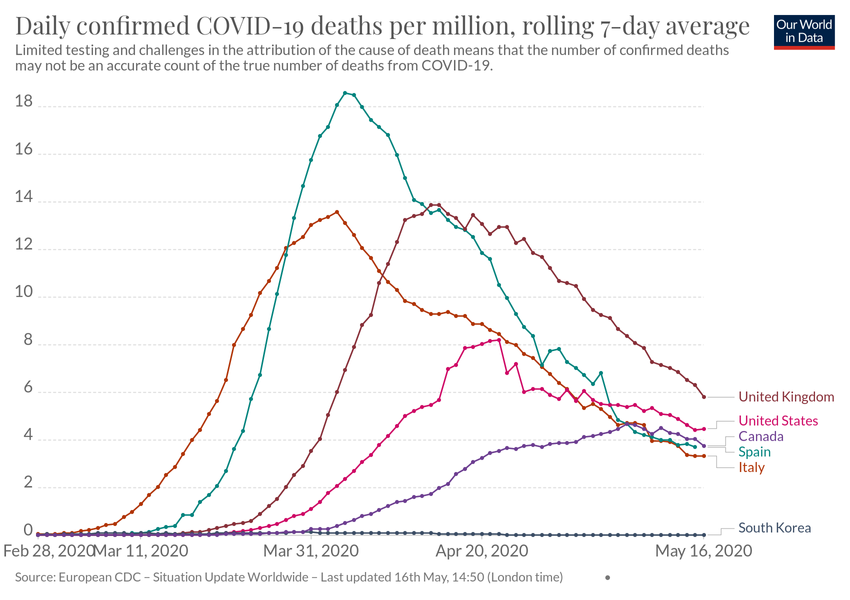 Daily confirmed COVID-19 deaths per million, rolling 7-day average
Our World
in Data
Limited testing and challenges in the attribution of the cause of death means that the number of confirmed deaths
may not be an accurate count of the true number of deaths from COVID-19.
18
16
14
12
10
8
6
4
2
0
United Kingdom
United States
Canada
Spain
Italy
South Korea
Feb 28, 2020 Mar 11, 2020 Mar 31, 2020 Apr 20, 2020 May 16, 2020
Source: European CDC – Situation Update Worldwide – Last updated 16th May, 14:50 (London time)